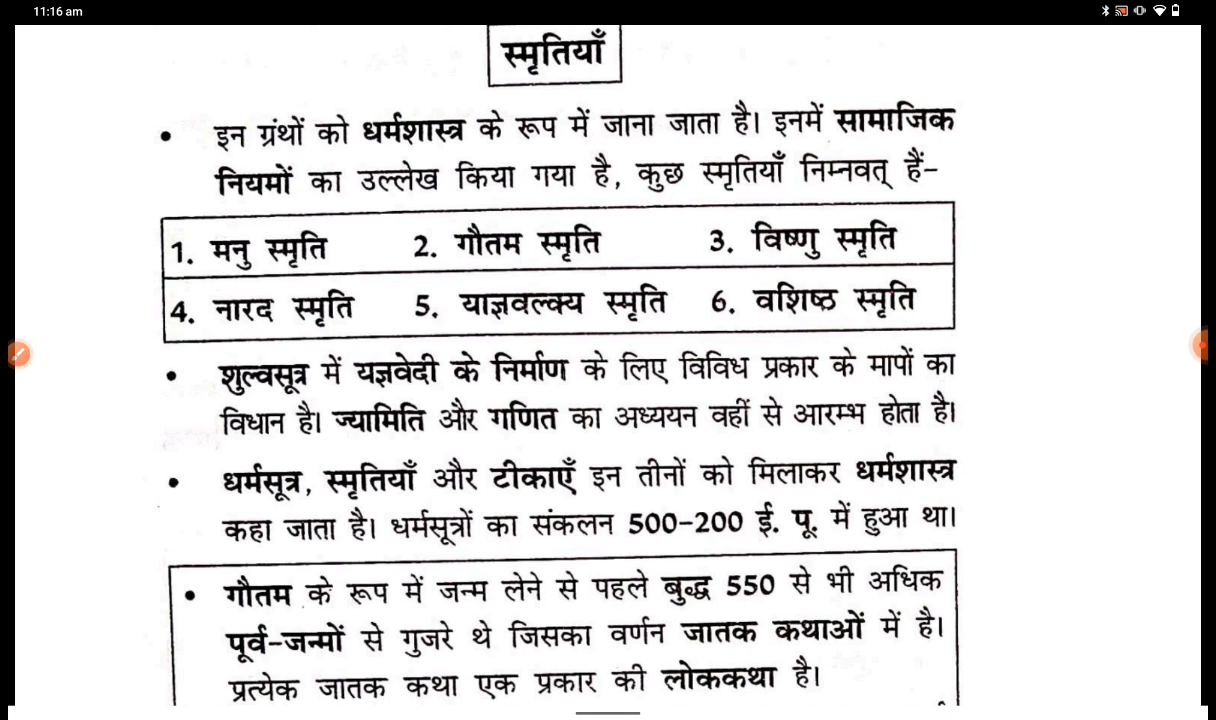 11:16 am
स्मृतियाँ
• इन ग्रंथों को धर्मशास्त्र के रूप में जाना जाता है। इनमें सामाजिक
नियमों का उल्लेख किया गया है, कुछ स्मृतियाँ निम्नवत् हैं-
1. मनु स्मृति 2. गौतम स्मृति 3. विष्णु स्मृति
4. नारद स्मृति 5. याज्ञवल्क्य स्मृति 6. वशिष्ठ स्मृति
• शुल्वसूत्र में यज्ञवेदी के निर्माण के लिए विविध प्रकार के मापों का
विधान है। ज्यामिति और गणित का अध्ययन वहीं से आरम्भ होता है।
• धर्मसूत्र, स्मृतियाँ और टीकाएँ इन तीनों को मिलाकर धर्मशास्त्र
कहा जाता है। धर्मसूत्रों का संकलन 500-200 ई. पू. में हुआ था।
• गौतम के रूप में जन्म लेने से पहले बुद्ध 550 से भी अधिक
पूर्व-जन्मों से गुजरे थे जिसका वर्णन जातक कथाओं में है।
प्रत्येक जातक कथा एक प्रकार की लोककथा है।